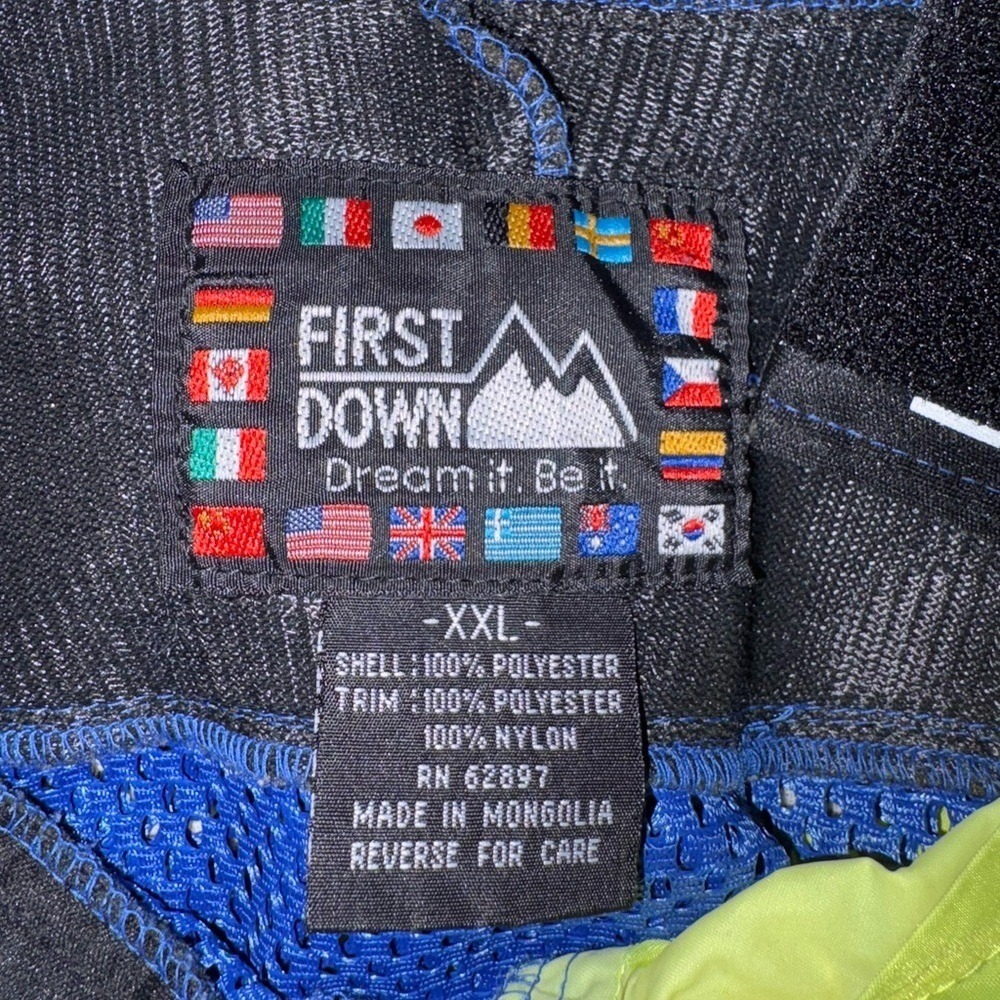 FIRST
DOWN
Dream it. Be it.
-XXL-
SHELL:100% POLYESTER
TRIM:100% POLYESTER
100% NYLON
RN 62897
MADE IN MONGOLIA
REVERSE FOR CARE